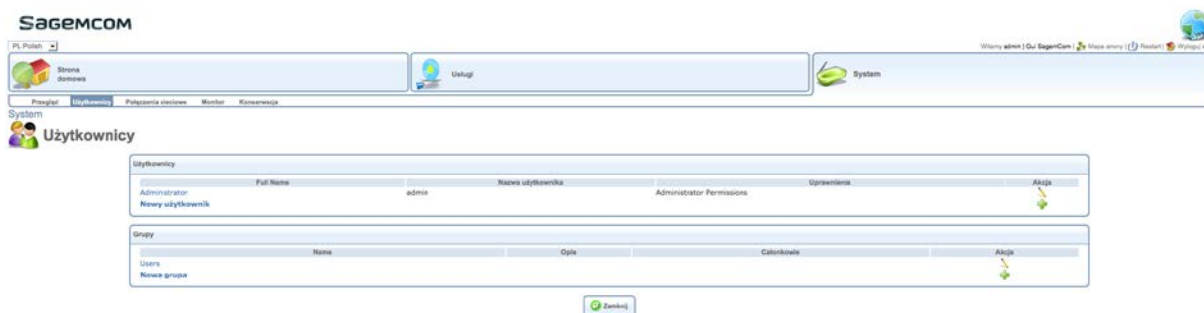 SAGEMCOM
PL Polish
Witamy admin | Gui SagemCom | Mapa strony | Restart | Wyloguj
Strona domowa
Usługi
System
Przegląd Użytkownicy Połączenia sieciowe Monitor Konserwacja
System
Użytkownicy
Użytkownicy
Full Name Nazwa użytkownika Uprawnienia Akcja
Administrator admin Administrator Permissions
Nowy użytkownik
Grupy
Name Opis Członkowie Akcja
Users
Nowa grupa
Zamknij